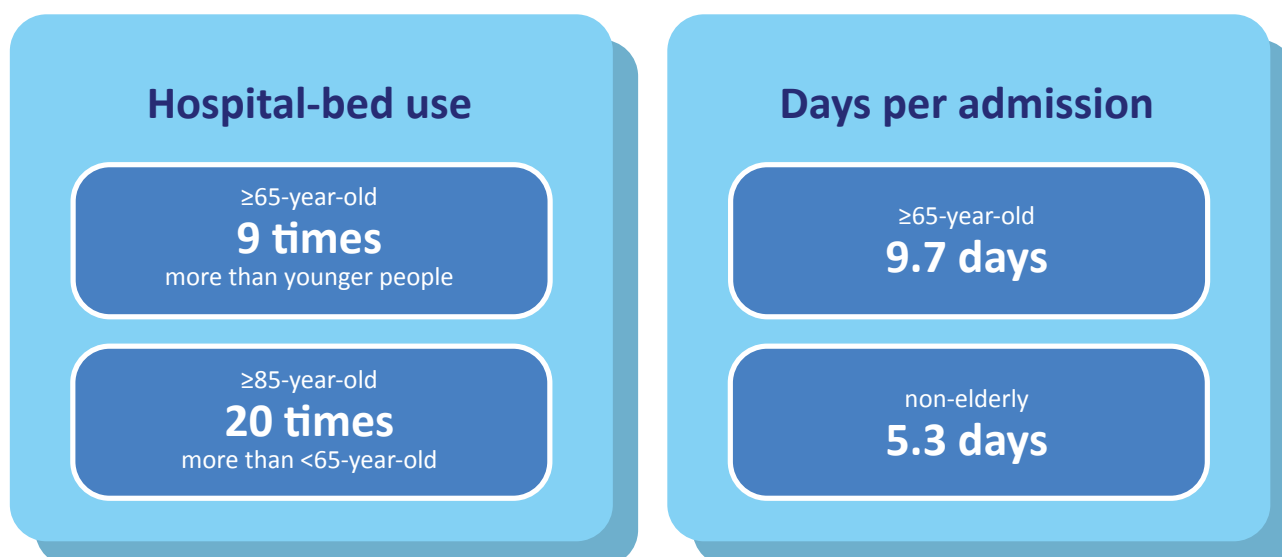 Hospital-bed use
≥65-year-old
9 times
more than younger people
≥85-year-old
20 times
more than <65-year-old
Days per admission
≥65-year-old
9.7 days
non-elderly
5.3 days